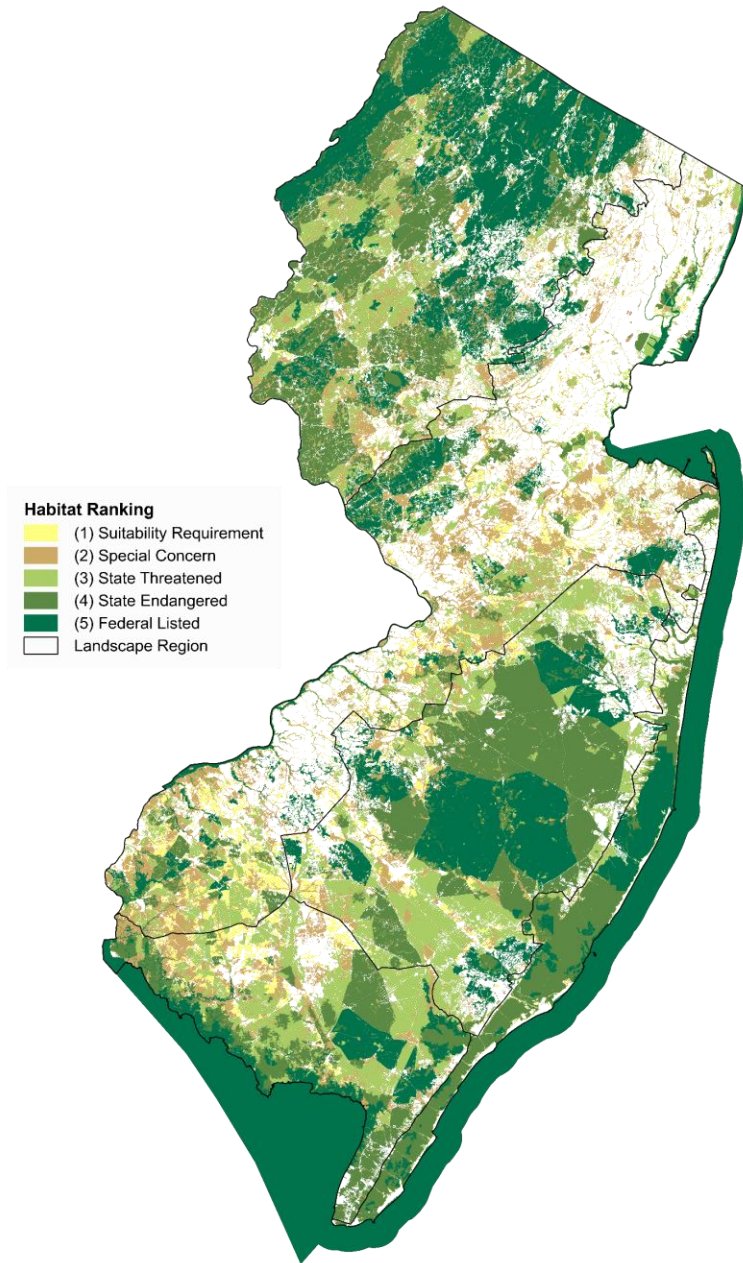 Habitat Ranking
(1) Suitability Requirement
(2) Special Concern
(3) State Threatened
(4) State Endangered
(5) Federal Listed
Landscape Region